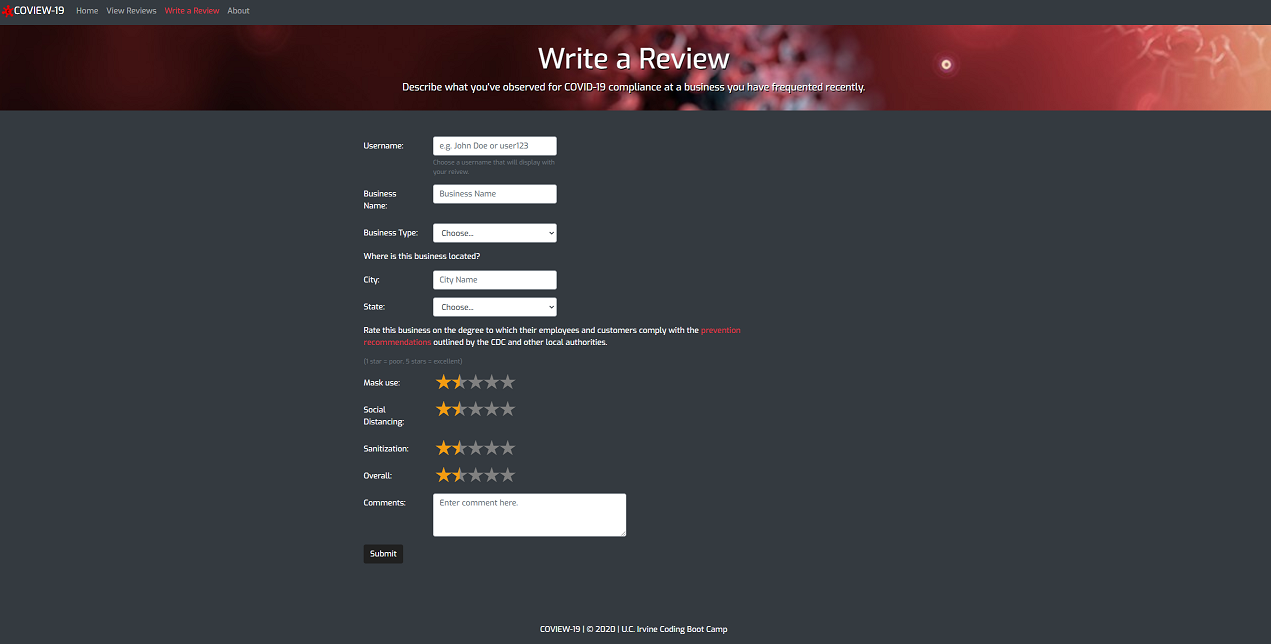 COVIEW-19 Home View Reviews Write a Review About
Write a Review
Describe what you've observed for COVID-19 compliance at a business you have frequented recently.
Username: e.g. John Doe or user123
Choose a username that will display with
your reivew.
Business
Name:
Business Name
Business Type: Choose...
Where is this business located?
City: City Name
State: Choose...
Rate this business on the degree to which their employees and customers comply with the prevention
recommendations outlined by the CDC and other local authorities.
(1 star = poor, 5 stars = excellent)
Mask use:
Social
Distancing:
Sanitization:
Overall:
Comments: Enter comment here.
Submit
COVIEW-19 | © 2020 | U.C. Irvine Coding Boot Camp